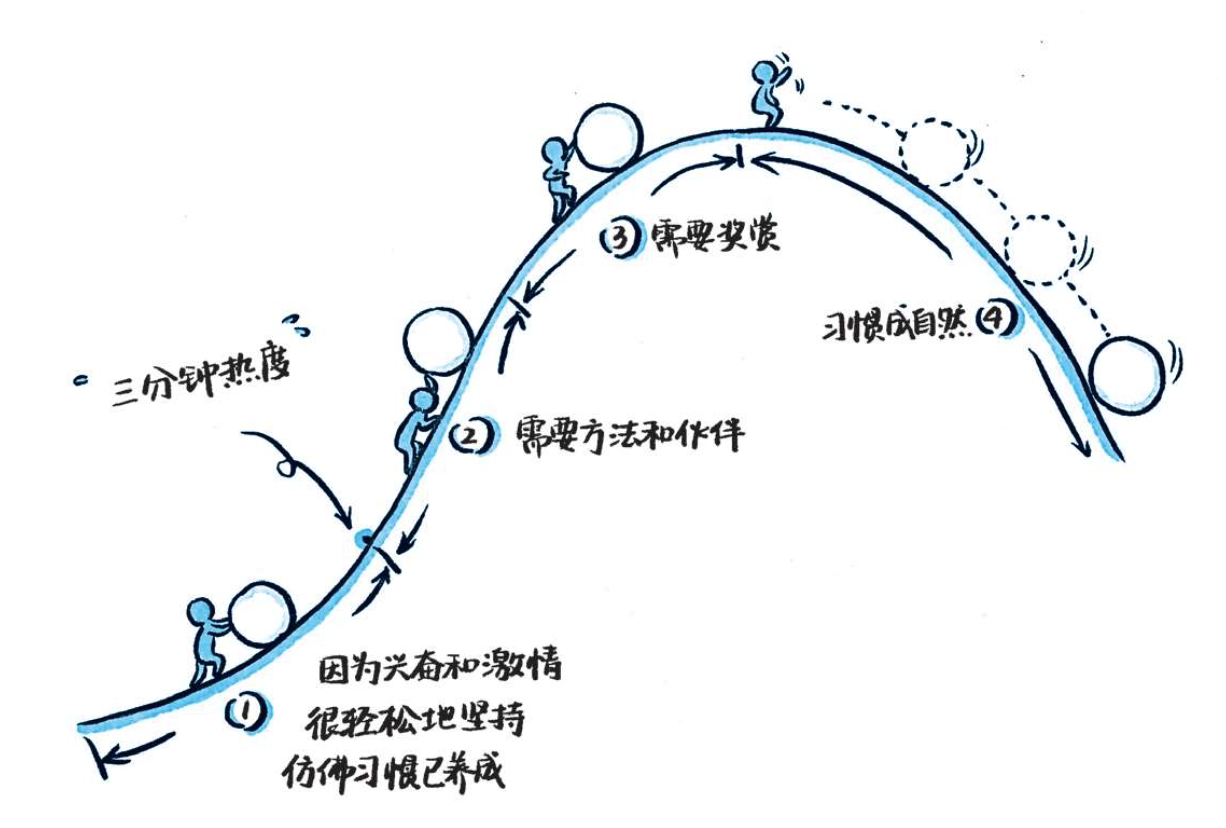 ③ 需要奖赏
习惯成自然 ④
三分钟热度
② 需要方法和伙伴
① 因为兴奋和激情
很轻松地坚持
仿佛习惯已养成